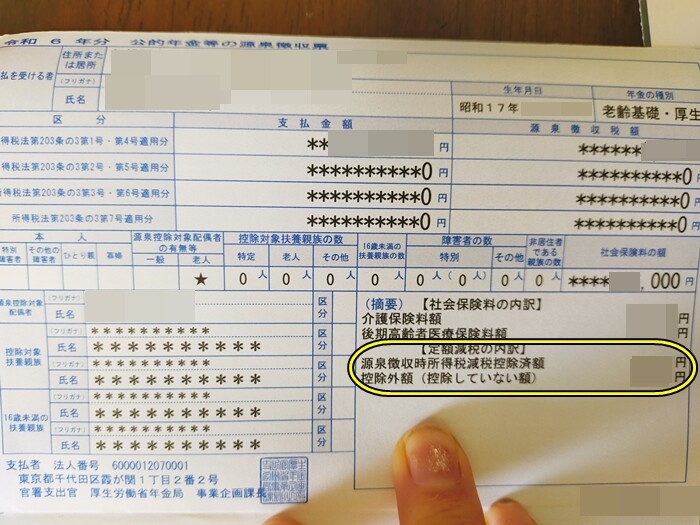 令和 6 年分 公的年金等の源泉徴収票
住所または居所
払を受ける者
(フリガナ)
氏名
生年月日
年金の種別
昭和17年
老齢基礎・厚生
区分
支払金額
源泉徴収税額
所得税法第203条の3第1号・第4号適用分
**
円
******
得税法第203条の3第2号・第5号適用分
**********0 円
**********0 円
得税法第203条の3第3号・第6号適用分
**********0 円
**********0 円
所得税法第203条の3第7号適用分
**********0 円
**********0 円
本人
源泉控除対象配偶者の有無等
控除対象扶養親族の数
16歳未満の扶養親族の数
障害者の数
非居住者である親族の数
社会保険料の額
特別障害者
その他の障害者
ひとり親
寡婦
一般
老人
特定
老人
その他
特別
その他
★
0 人
0 人
0 人
0 人
0 人 ( 0 人)
0 人
0 人
****
,000 円
源泉控除対象配偶者
(フリガナ)
氏名
区分
控除対象扶養親族
(フリガナ)
**********
氏名
**********
区分
(フリガナ)
**********
氏名
**********
16歳未満の扶養親族
(フリガナ)
**********
氏名
**********
区分
(フリガナ)
**********
氏名
**********
(摘要) 【社会保険料の内訳】
介護保険料額 円
後期高齢者医療保険料額 円
【定額減税の内訳】
源泉徴収時所得税減税控除済額 円
控除外額(控除していない額) 円
支払者 法人番号 6000012070001
東京都千代田区霞が関1丁目2番2号
官署支出官 厚生労働省年金局 事業企画課長